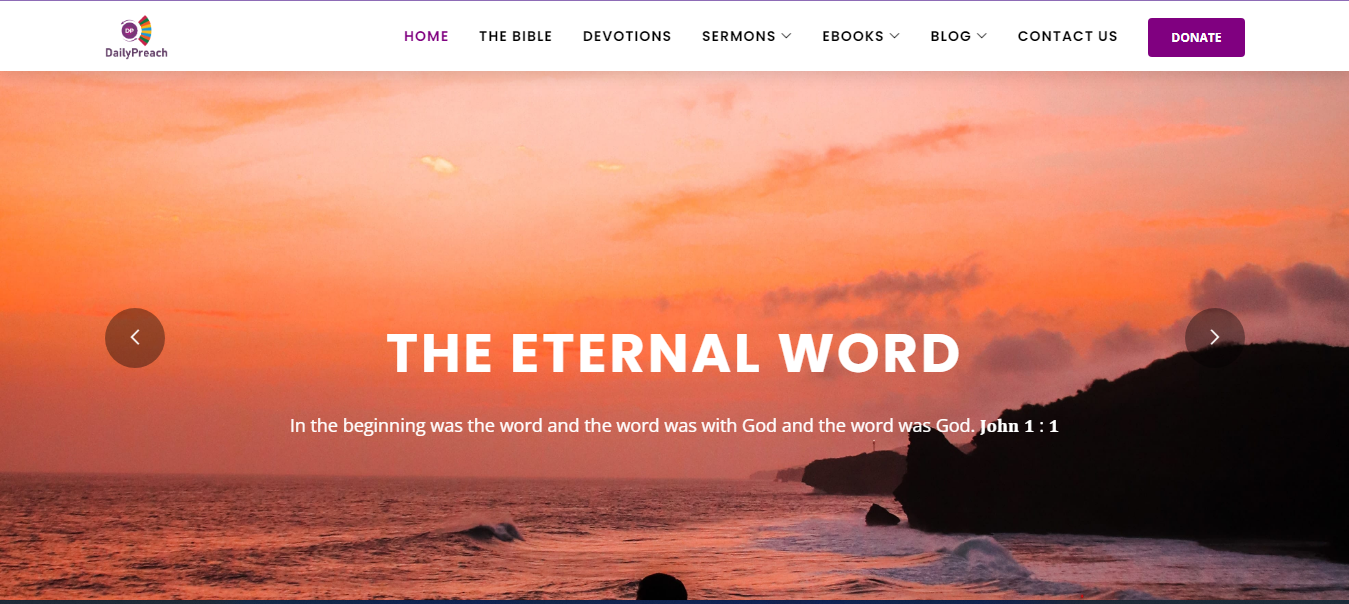 DP
DailyPreach
HOME THE BIBLE DEVOTIONS SERMONS EBOOKS BLOG CONTACT US DONATE
THE ETERNAL WORD
In the beginning was the word and the word was with God and the word was God. John 1 : 1